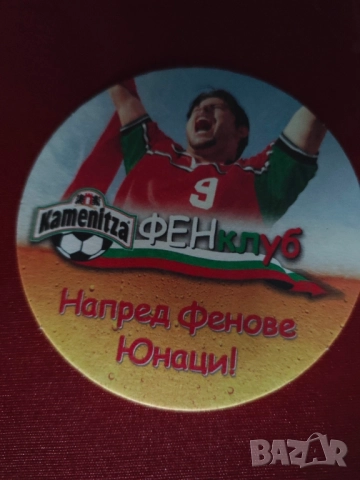 9
Kamenitza
ФЕНклуб
Напред Фенове
Юнаци!
BAZAR